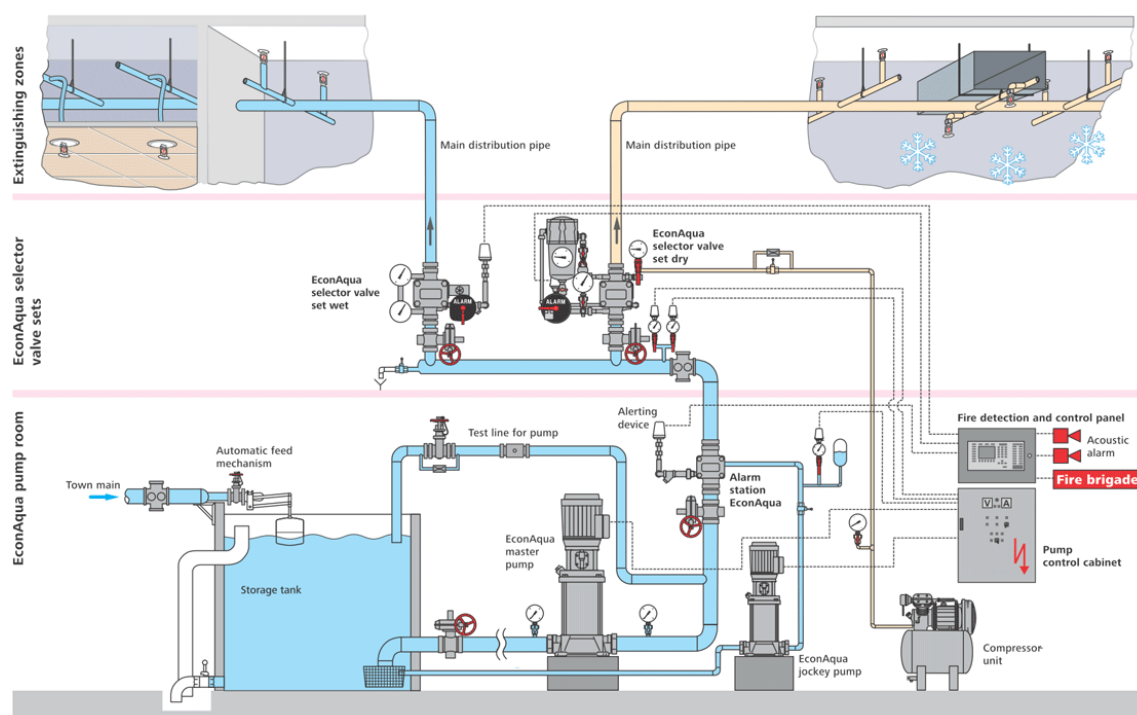 Extinguishing zones
Main distribution pipe
Main distribution pipe
EconAqua selector
valve sets
EconAqua
selector valve
set wet
ALARM
EconAqua
selector valve
set dry
ALARM
EconAqua pump room
Town main
Automatic feed
mechanism
Storage tank
Test line for pump
EconAqua
master
pump
Alerting
device
Alarm
station
EconAqua
EconAqua
jockey pump
Fire detection and control panel
Acoustic
alarm
Fire brigade
V A
Pump
control cabinet
Compressor-
unit